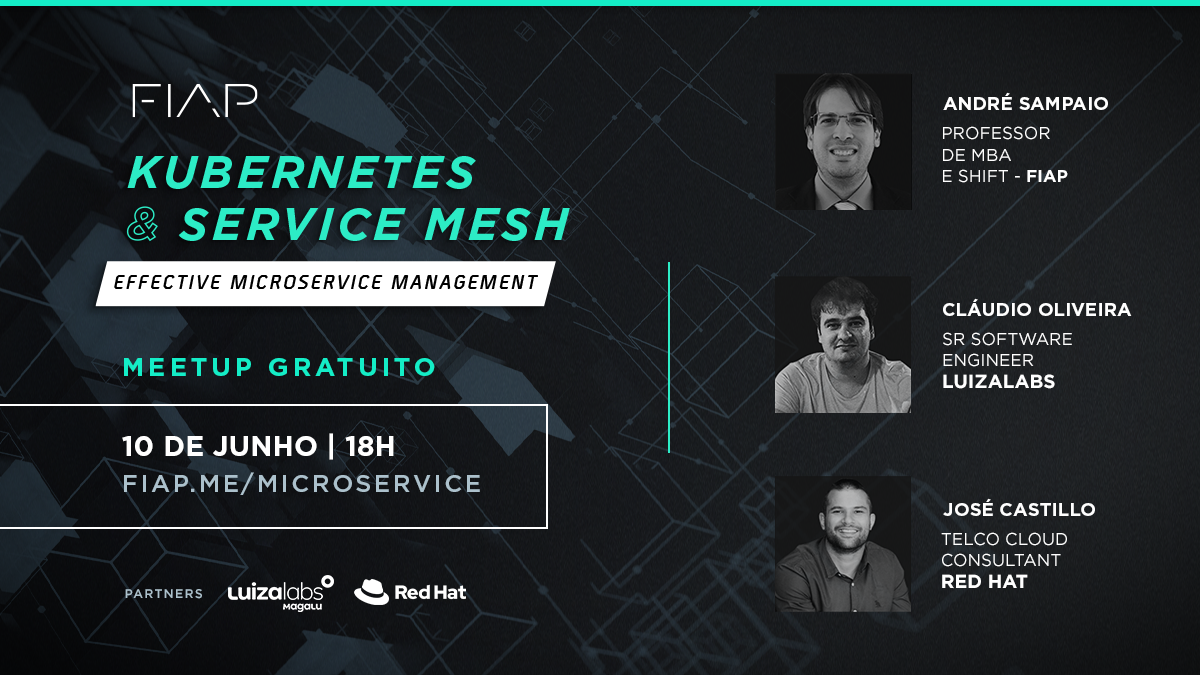 FIAP
KUBERNETES
& SERVICE MESH
EFFECTIVE MICROSERVICE MANAGEMENT
MEETUP GRATUITO
10 DE JUNHO | 18H
FIAP.ME/MICROSERVICE
PARTNERS
Luizalabs
Magalu
Red Hat
ANDRÉ SAMPAIO
PROFESSOR
DE MBA
E SHIFT - FIAP
CLÁUDIO OLIVEIRA
SR SOFTWARE
ENGINEER
LUIZALABS
JOSÉ CASTILLO
TELCO CLOUD
CONSULTANT
RED HAT